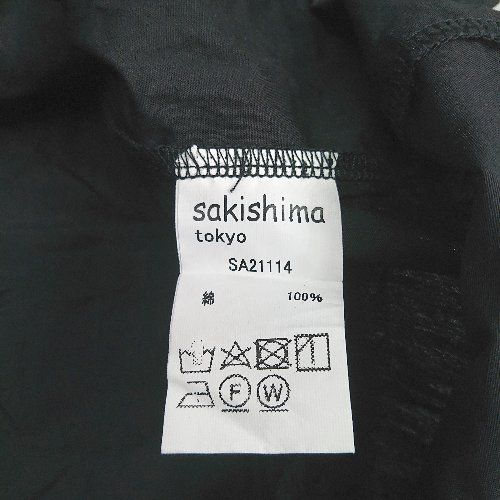 sakishima
tokyo
SA21114
綿 100%
F W